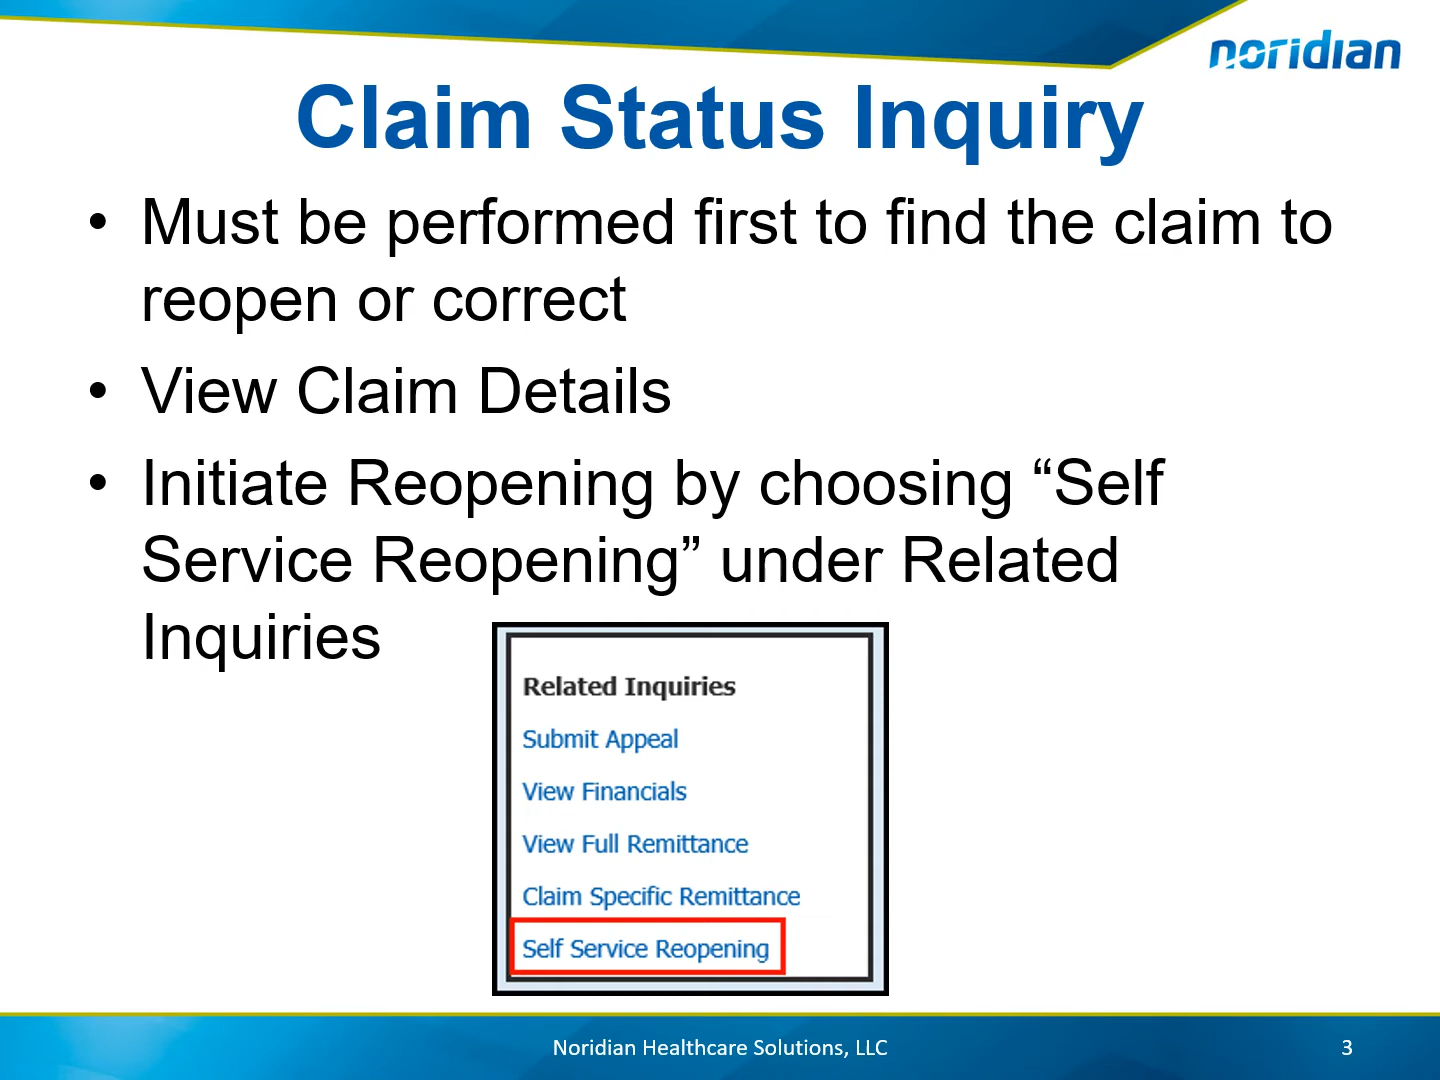 noridian
Claim Status Inquiry
• Must be performed first to find the claim to
reopen or correct
• View Claim Details
• Initiate Reopening by choosing “Self
Service Reopening” under Related
Inquiries
Related Inquiries
Submit Appeal
View Financials
View Full Remittance
Claim Specific Remittance
Self Service Reopening
Noridian Healthcare Solutions, LLC
3